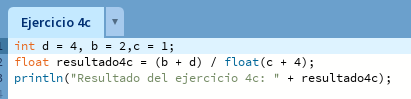 Ejercicio 4c ▼
1 int d = 4, b = 2,c = 1;
2 float resultado4c = (b + d) / float(c + 4);
3 println("Resultado del ejercicio 4c: " + resultado4c);